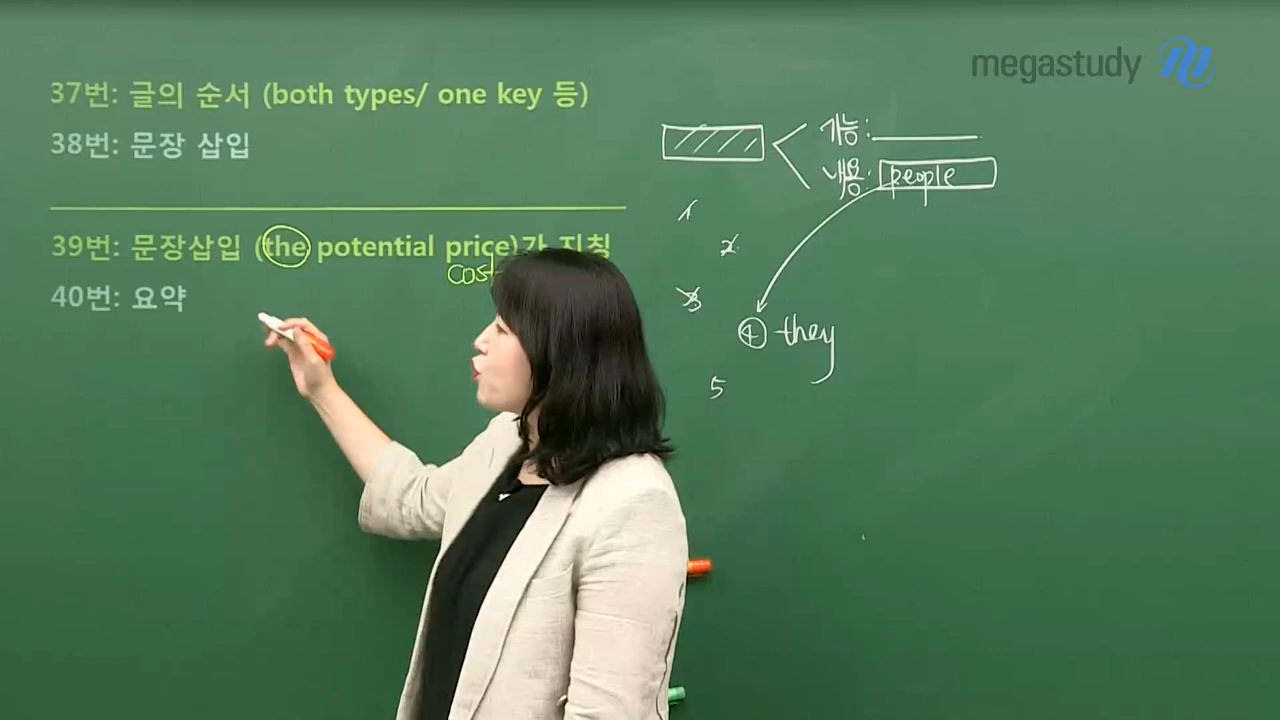 megastudy
37번: 글의 순서 (both types/ one key 등)
38번: 문장 삽입
39번: 문장삽입 (the potential price)가 지칭
cost
40번: 요약
기능:
내용: people
1
2
3
④ they
5